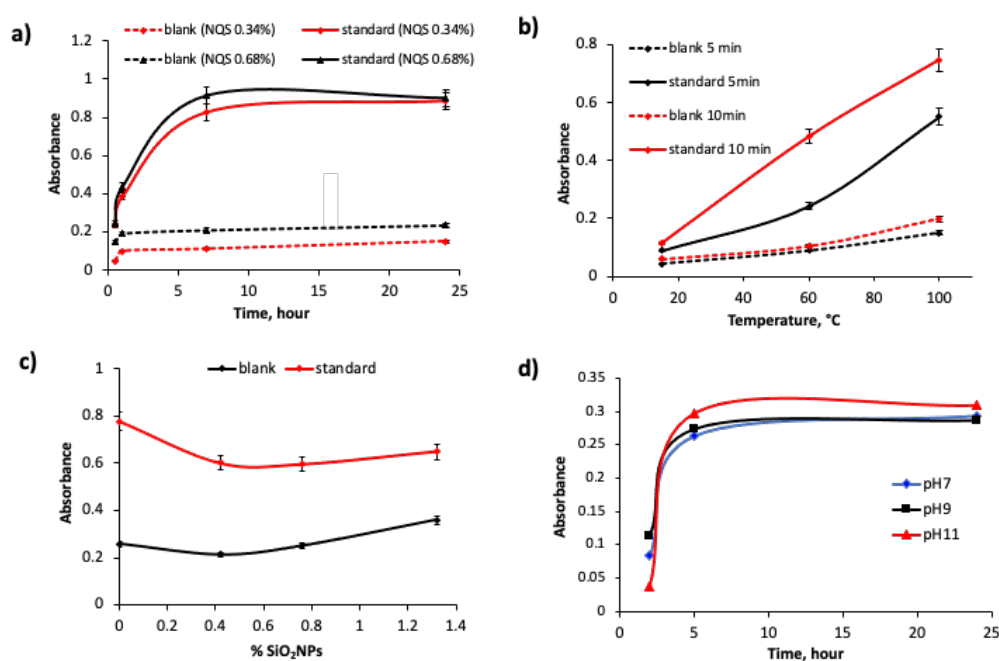 a)
blank (NQS 0.34%)
standard (NQS 0.34%)
blank (NQS 0.68%)
standard (NQS 0.68%)
1.2
1
0.8
0.6
0.4
0.2
0
Absorbance
0 5 10 15 20 25
Time, hour
b)
blank 5 min
standard 5min
blank 10min
standard 10 min
0.8
0.6
0.4
0.2
0
Absorbance
0 20 40 60 80 100
Temperature, °C
c)
blank
standard
1
0.8
0.6
0.4
0.2
0
Absorbance
0 0.2 0.4 0.6 0.8 1 1.2 1.4
% SiO₂NPs
d)
0.35
0.3
0.25
0.2
0.15
0.1
0.05
0
Absorbance
pH7
pH9
pH11
0 5 10 15 20 25
Time, hour